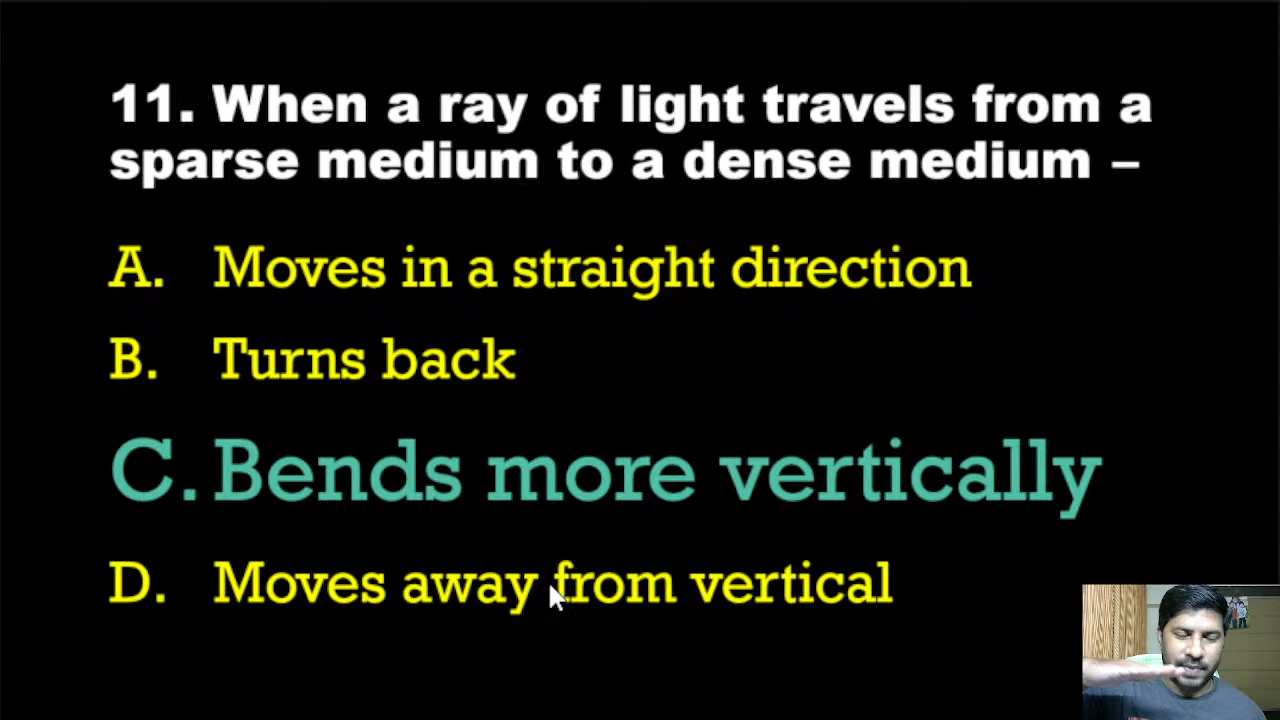 11. When a ray of light travels from a
sparse medium to a dense medium –
A. Moves in a straight direction
B. Turns back
C. Bends more vertically
D. Moves away from vertical